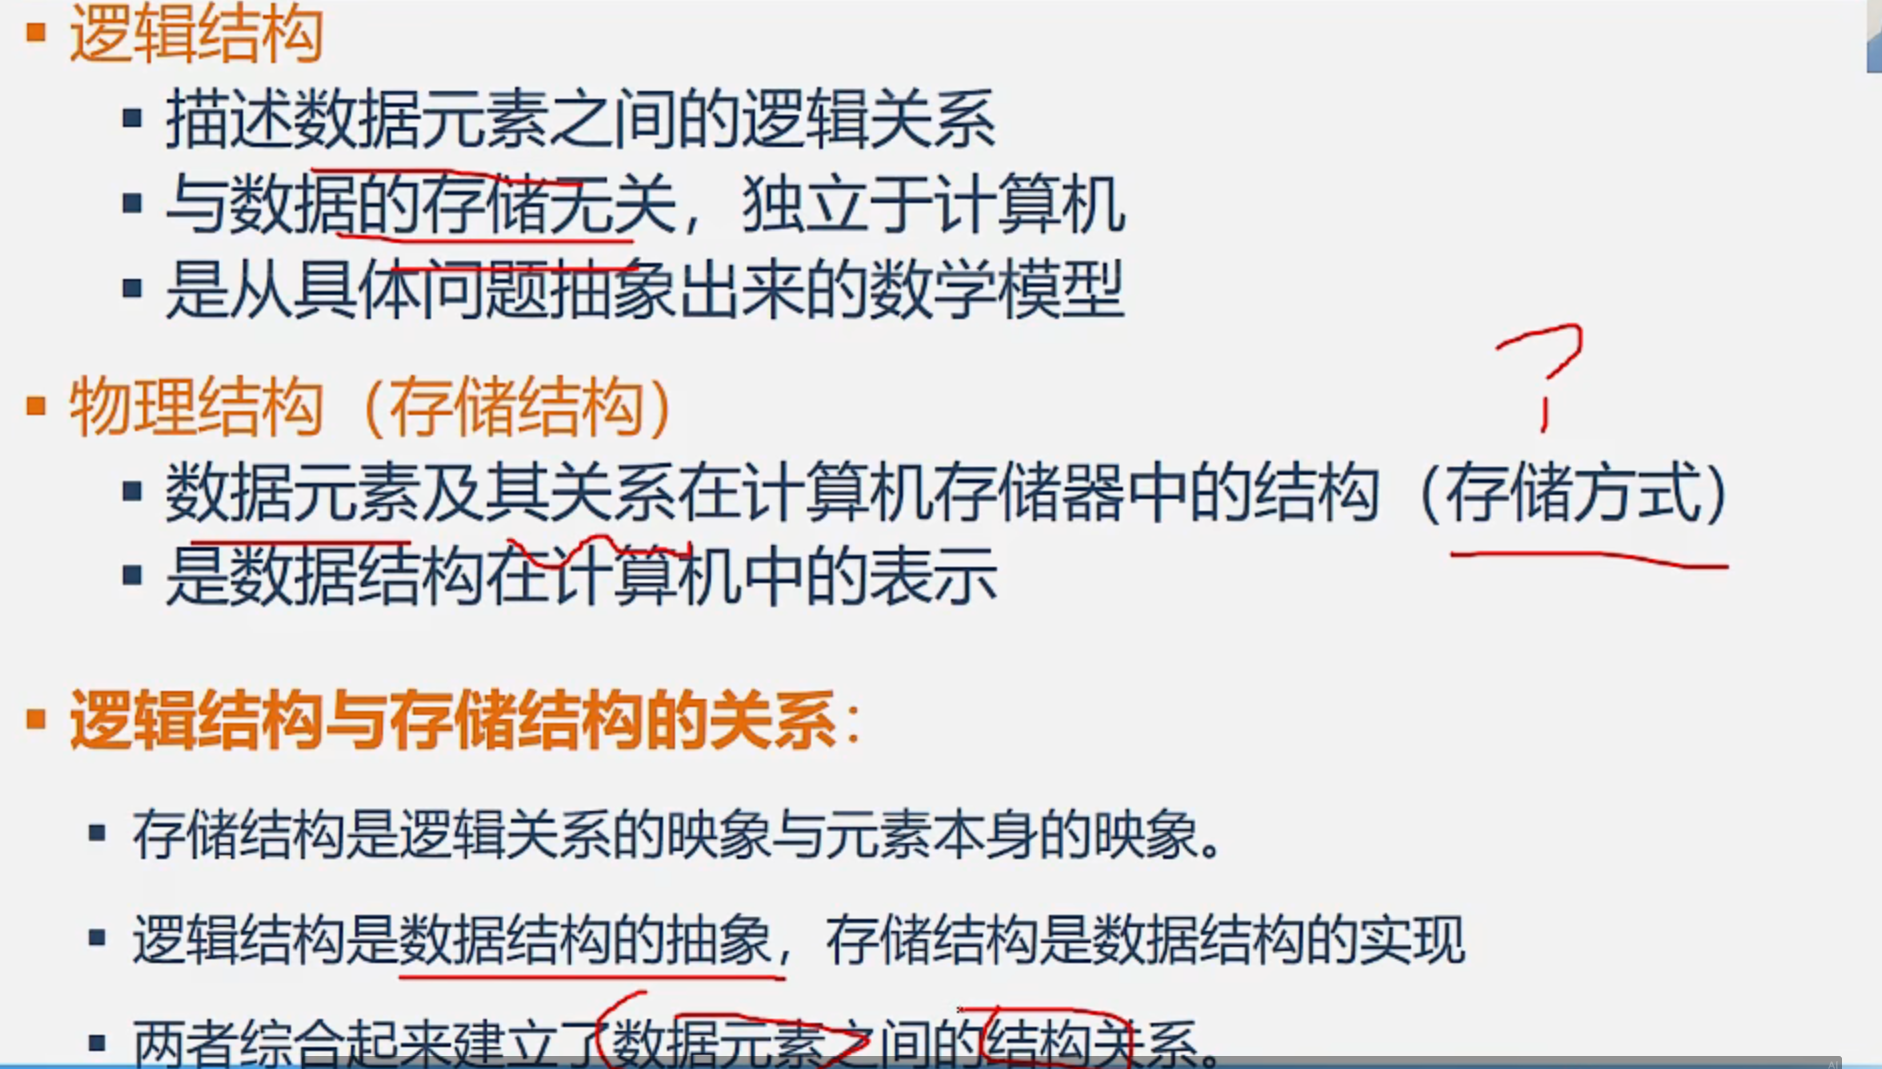 逻辑结构
描述数据元素之间的逻辑关系
与数据的存储无关，独立于计算机
是从具体问题抽象出来的数学模型
?
物理结构（存储结构）
数据元素及其关系在计算机存储器中的结构（存储方式）
是数据结构在计算机中的表示
逻辑结构与存储结构的关系：
存储结构是逻辑关系的映象与元素本身的映象。
逻辑结构是数据结构的抽象，存储结构是数据结构的实现
两者综合起来建立了数据元素之间的结构关系。